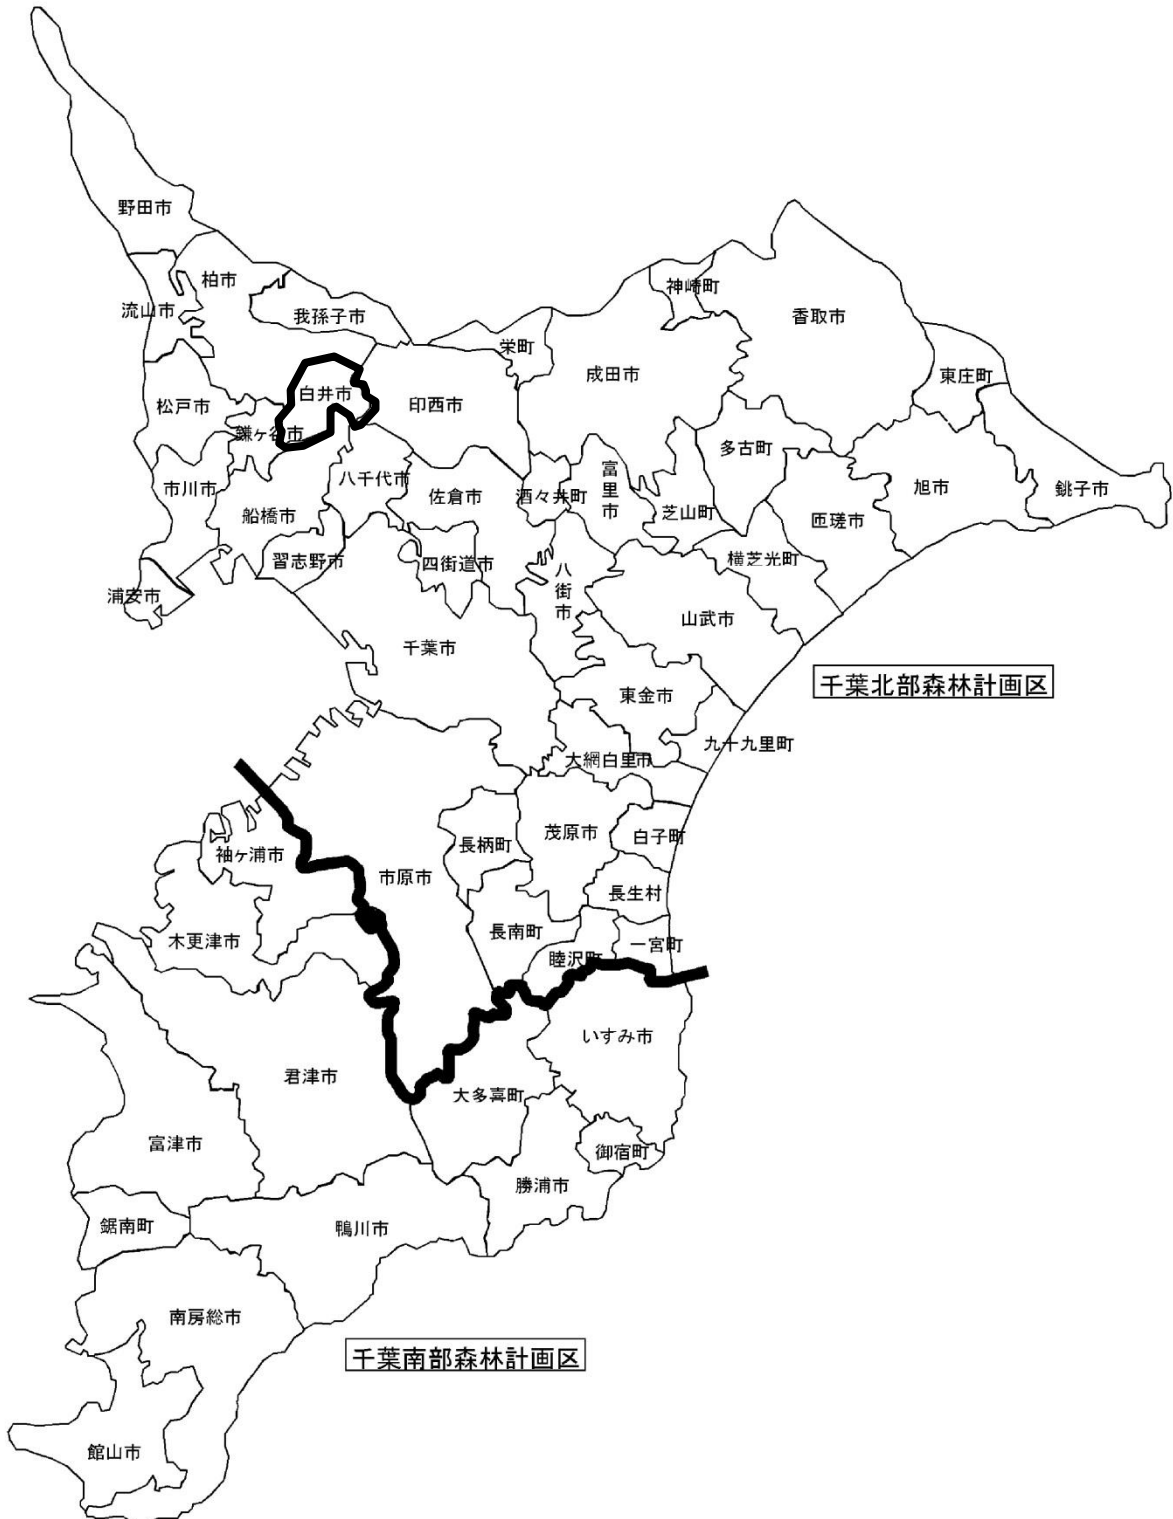 野田市
柏市
流山市
我孫子市
神崎町
香取市
栄町
成田市
東庄町
白井市
印西市
松戸市
鎌ヶ谷市
多古町
市川市
船橋市
八千代市
佐倉市
酒々井町
富里市
芝山町
匝瑳市
旭市
銚子市
習志野市
四街道市
八街市
横芝光町
浦安市
千葉市
山武市
千葉北部森林計画区
東金市
九十九里町
大網白里市
袖ヶ浦市
市原市
長柄町
茂原市
白子町
長生村
木更津市
長南町
睦沢町
一宮町
いすみ市
君津市
大多喜町
富津市
御宿町
勝浦市
鋸南町
鴨川市
南房総市
千葉南部森林計画区
館山市